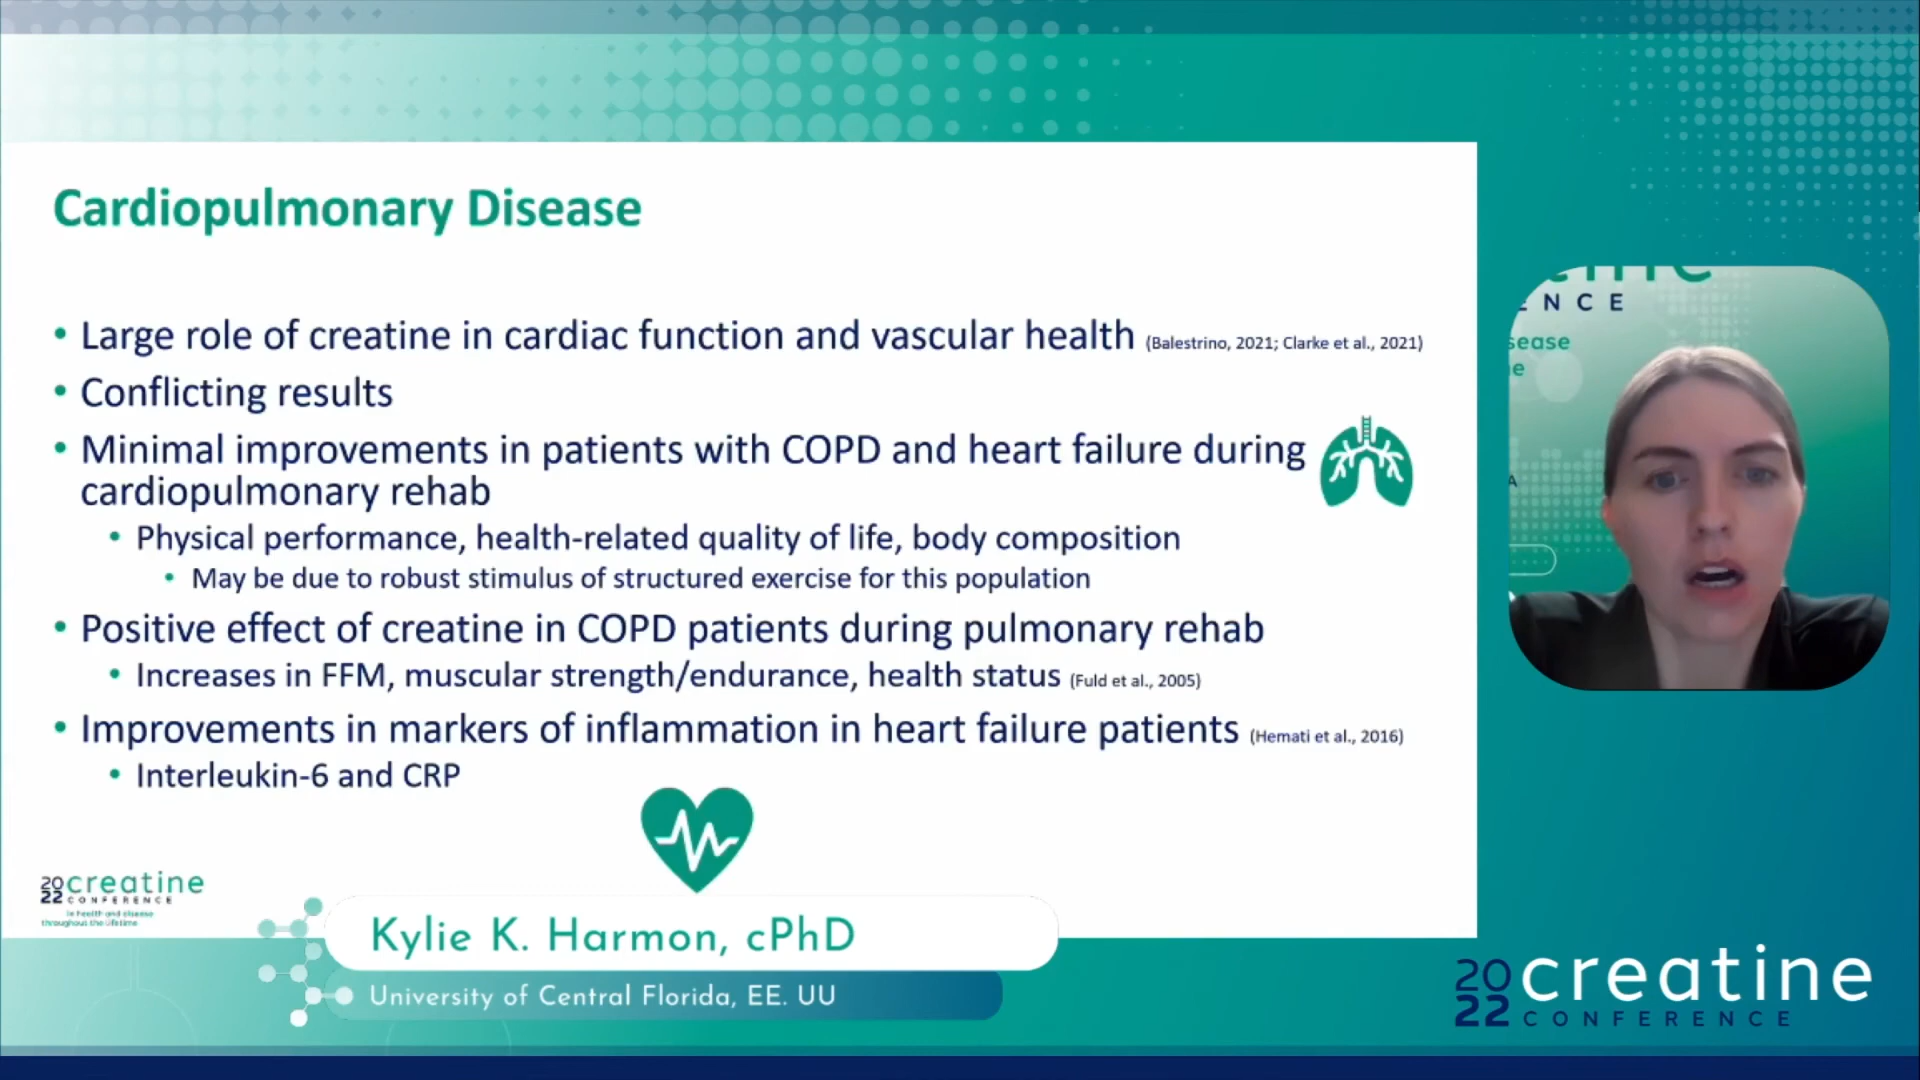 Cardiopulmonary Disease
• Large role of creatine in cardiac function and vascular health (Balestrino, 2021; Clarke et al., 2021)
• Conflicting results
• Minimal improvements in patients with COPD and heart failure during
cardiopulmonary rehab
• Physical performance, health-related quality of life, body composition
• May be due to robust stimulus of structured exercise for this population
• Positive effect of creatine in COPD patients during pulmonary rehab
• Increases in FFM, muscular strength/endurance, health status (Fuld et al., 2005)
• Improvements in markers of inflammation in heart failure patients (Hemati et al., 2016)
• Interleukin-6 and CRP
2022 creatine
CONFERENCE
in health and disease
throughout the lifetime
Kylie K. Harmon, cPhD
University of Central Florida, EE. UU
ENCE
sease
2022 creatine
CONFERENCE